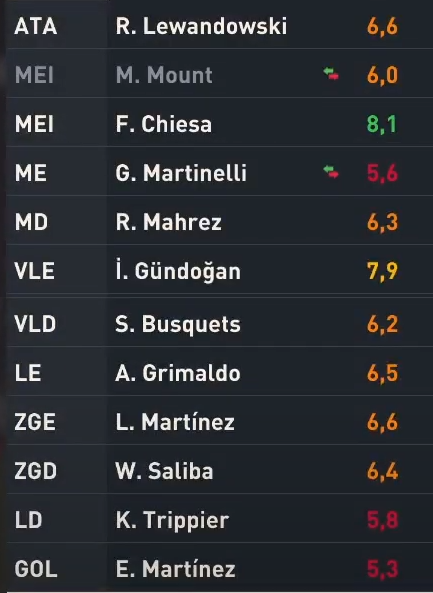 ATA R. Lewandowski 6,6
MEI M. Mount 6,0
MEI F. Chiesa 8,1
ME G. Martinelli 5,6
MD R. Mahrez 6,3
VLE İ. Gündoğan 7,9
VLD S. Busquets 6,2
LE A. Grimaldo 6,5
ZGE L. Martínez 6,6
ZGD W. Saliba 6,4
LD K. Trippier 5,8
GOL E. Martínez 5,3